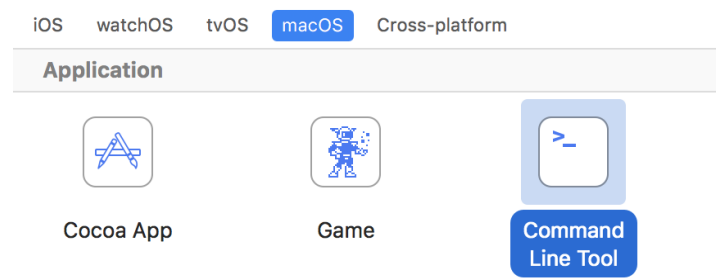 iOS watchOS tvOS macOS Cross-platform
Application
>_
Cocoa App Game Command
Line Tool